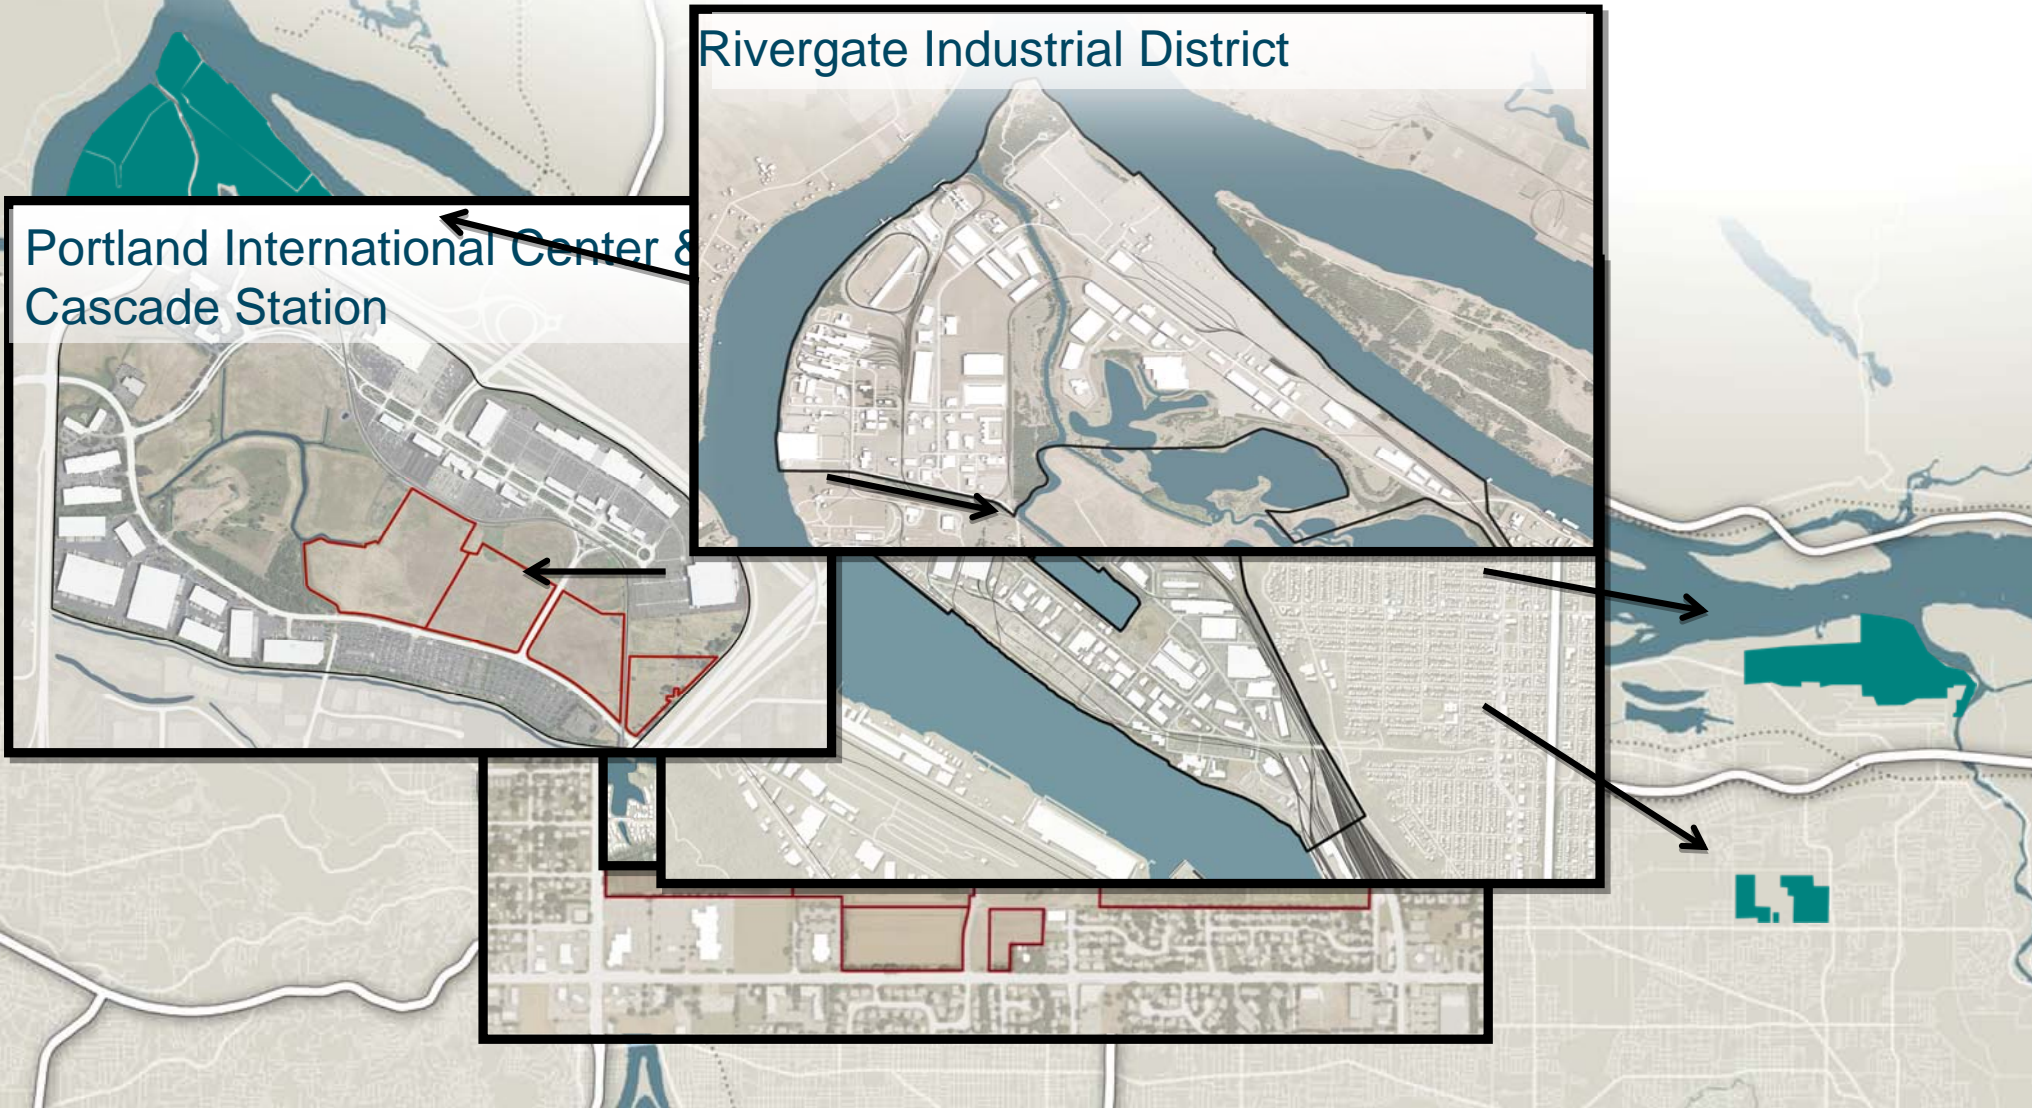 Rivergate Industrial District
Portland International Center &
Cascade Station